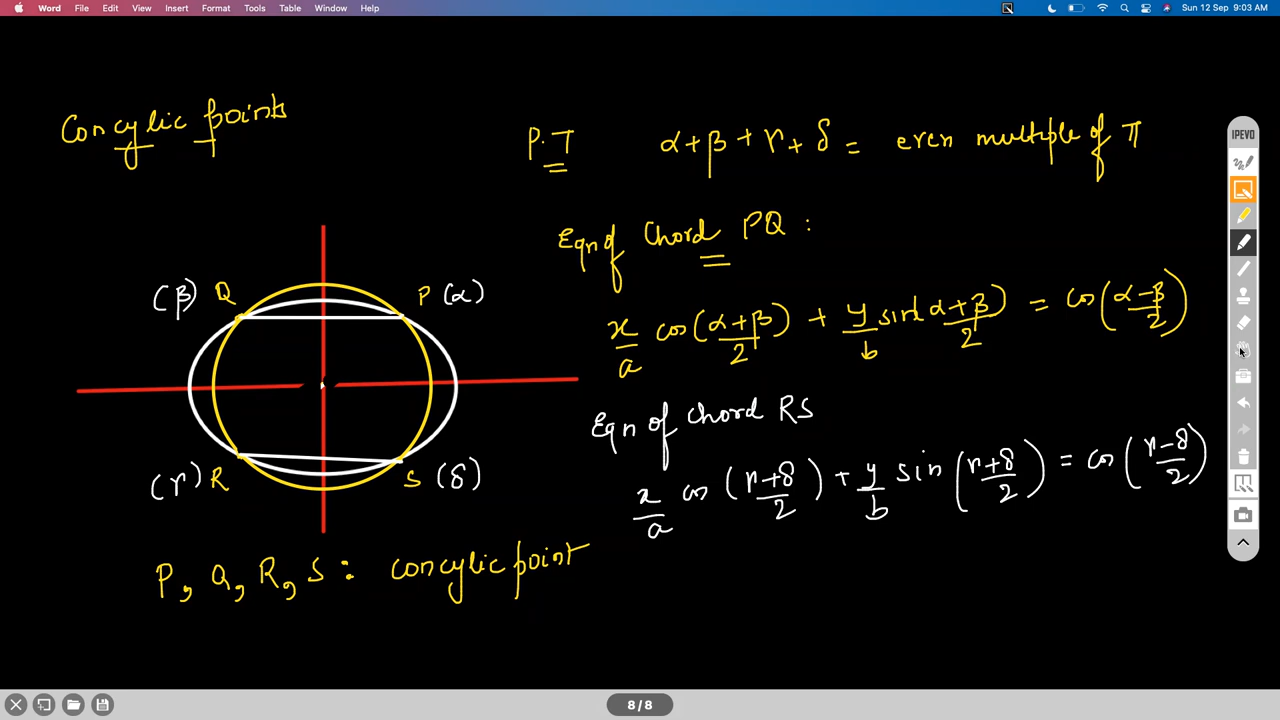 Word File Edit View Insert Format Tools Table Window Help Sun 12 Sep 9:03 AM
Concylic points
P.T α+β+γ+δ = even multiple of π
IPEVO
Eqn of Chord PQ :
x/a cos(α+β/2) + y/b sin(α+β/2) = cos(α-β/2)
(β) Q P (α)
Eqn of chord RS
x/a cos(γ+δ/2) + y/b sin(γ+δ/2) = cos(γ-δ/2)
(γ) R S (δ)
P, Q, R, S : concylic point
8/8